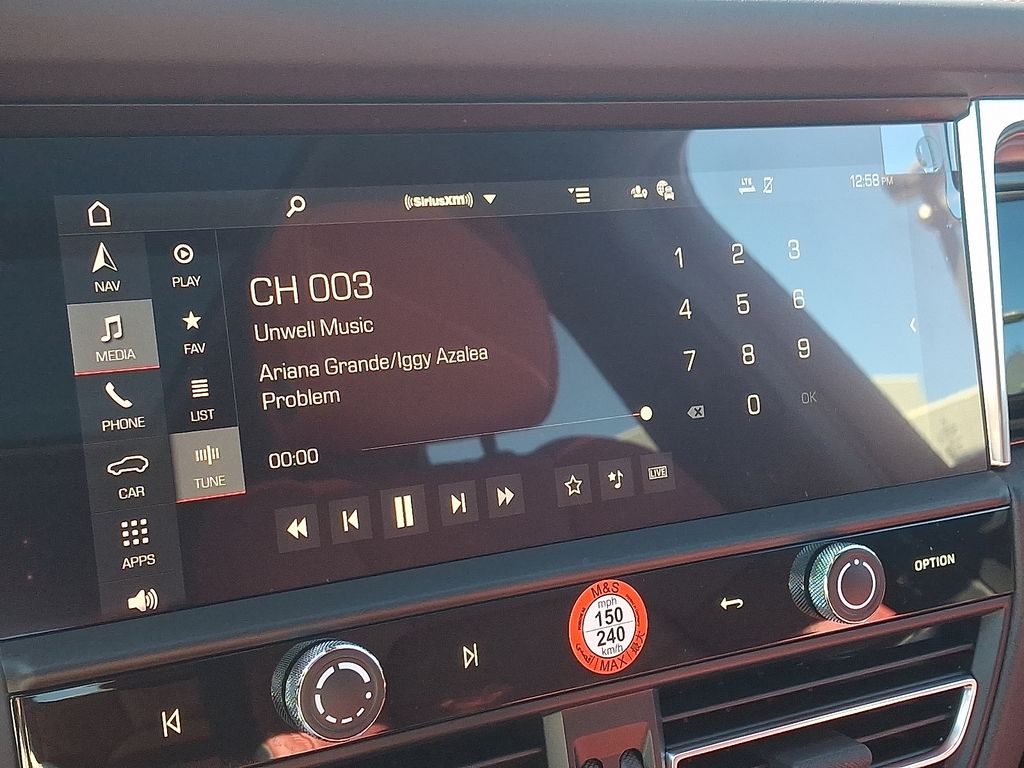 SiriusXM
LTE
12:58 PM
NAV
MEDIA
PHONE
CAR
APPS
PLAY
FAV
LIST
TUNE
CH 003
Unwell Music
Ariana Grande/Iggy Azalea
Problem
00:00
LIVE
1 2 3
4 5 6
7 8 9
0 OK
OPTION
M&S
mph
150
240
km/h
MAX